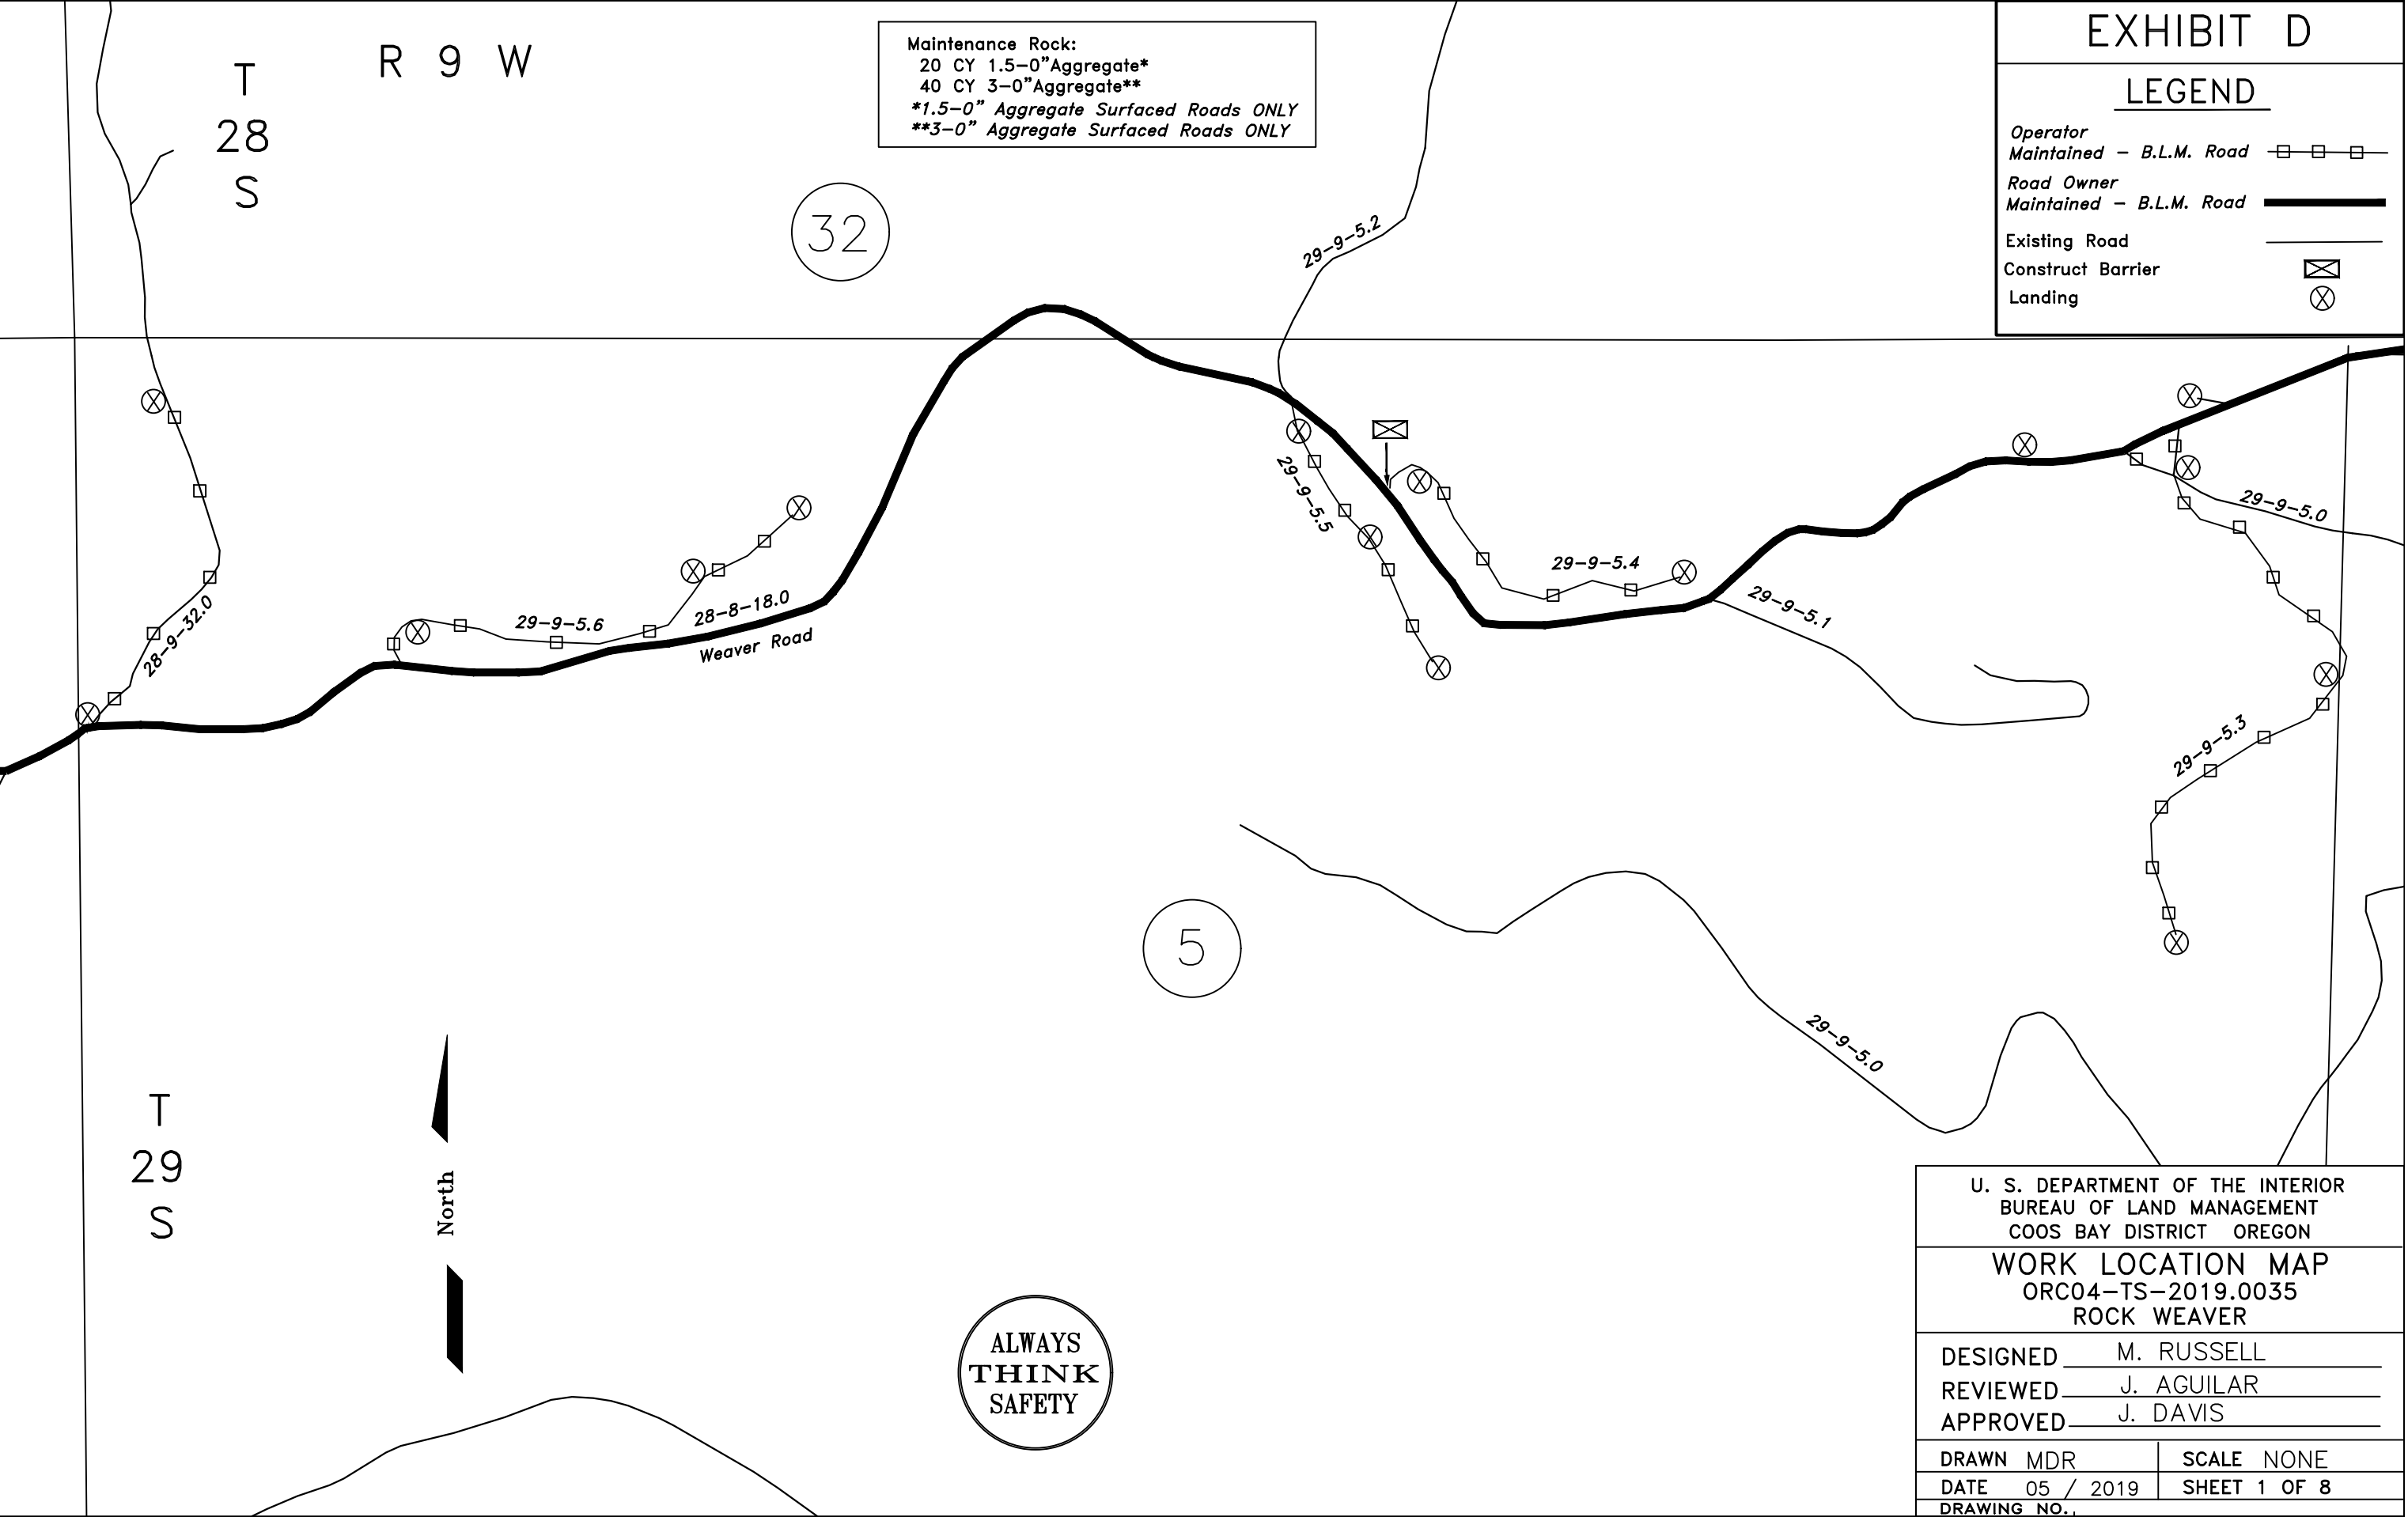 EXHIBIT D
LEGEND
Operator
Maintained - B.L.M. Road
Road Owner
Maintained - B.L.M. Road
Existing Road
Construct Barrier
Landing
T
28
S
R 9 W
Maintenance Rock:
20 CY 1.5-0"Aggregate*
40 CY 3-0"Aggregate**
*1.5-0" Aggregate Surfaced Roads ONLY
**3-0" Aggregate Surfaced Roads ONLY
32
29-9-5.2
28-9-32.0
29-9-5.6
28-8-18.0
Weaver Road
29-9-5.5
29-9-5.4
29-9-5.1
29-9-5.0
29-9-5.3
5
29-9-5.0
T
29
S
North
ALWAYS
THINK
SAFETY
U. S. DEPARTMENT OF THE INTERIOR
BUREAU OF LAND MANAGEMENT
COOS BAY DISTRICT OREGON
WORK LOCATION MAP
ORC04-TS-2019.0035
ROCK WEAVER
DESIGNED M. RUSSELL
REVIEWED J. AGUILAR
APPROVED J. DAVIS
DRAWN MDR SCALE NONE
DATE 05 / 2019 SHEET 1 OF 8
DRAWING NO.